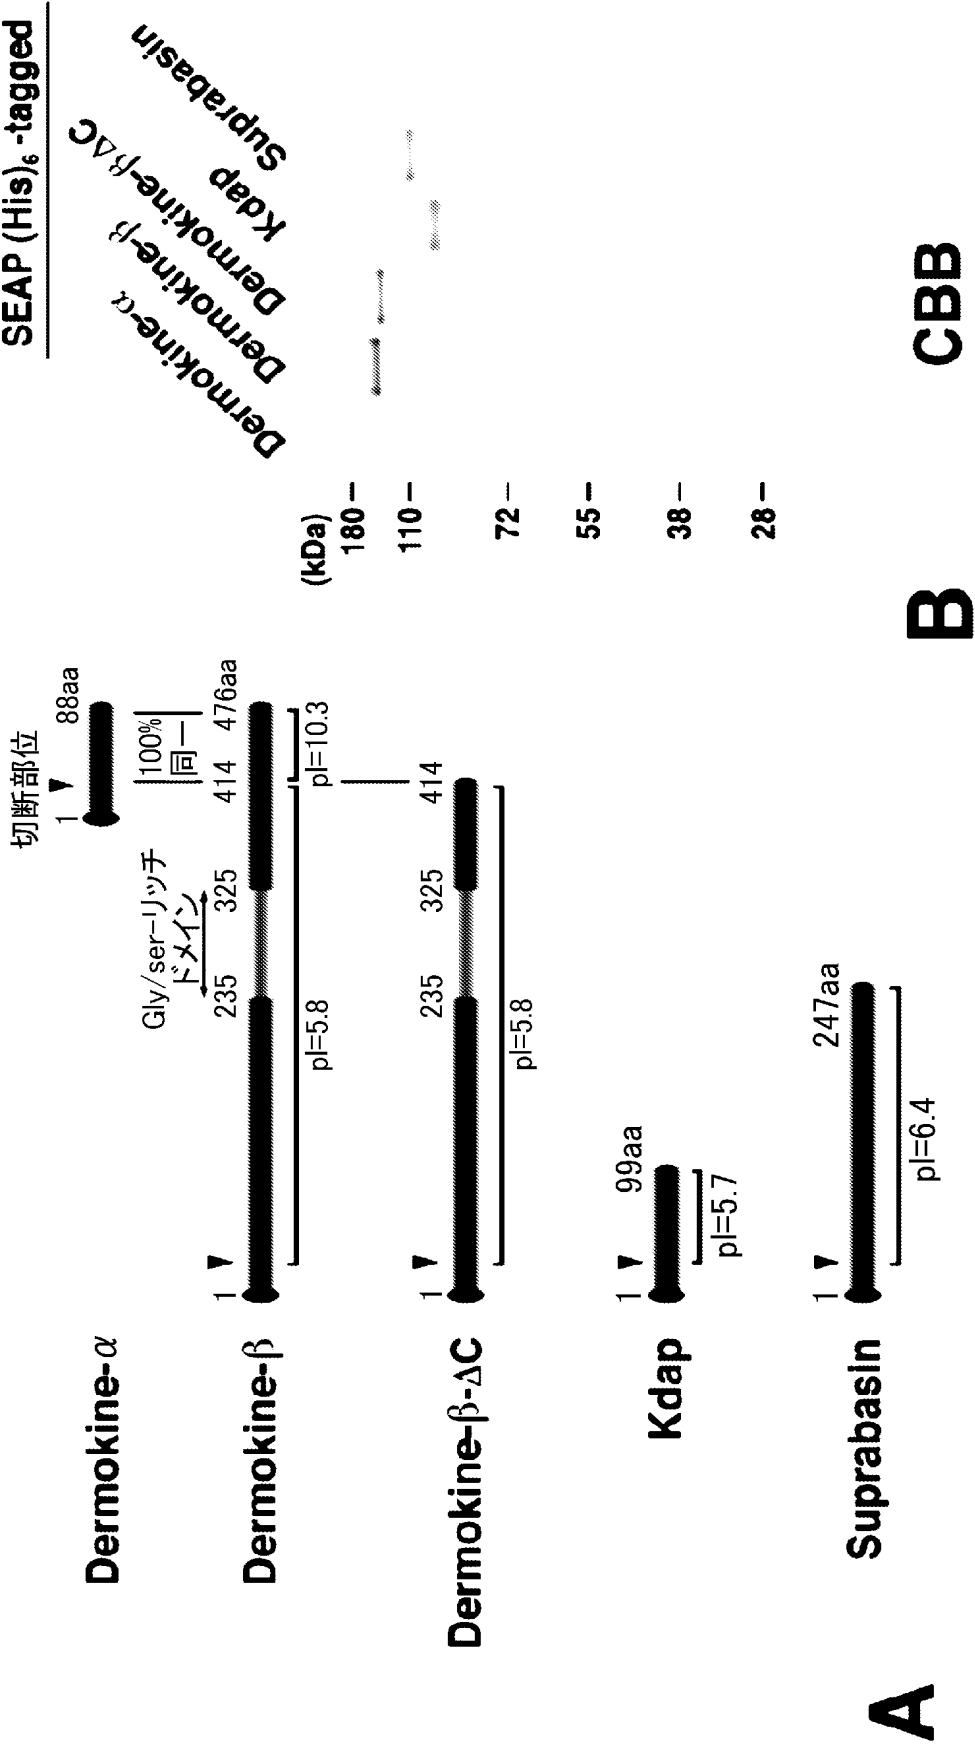 Dermokine-α
切断部位
1
88aa
100%
同一
Dermokine-β
Gly/ser-リッチ
ドメイン
1
235
325
414
476aa
pI=5.8
pI=10.3
Dermokine-β-ΔC
1
235
325
414
pI=5.8
Kdap
1
99aa
pI=5.7
Suprabasin
1
247aa
pI=6.4
A
SEAP (His)₆ -tagged
Dermokine-α
Dermokine-β
Dermokine-βΔC
Kdap
Suprabasin
(kDa)
180
110
72
55
38
28
B
CBB